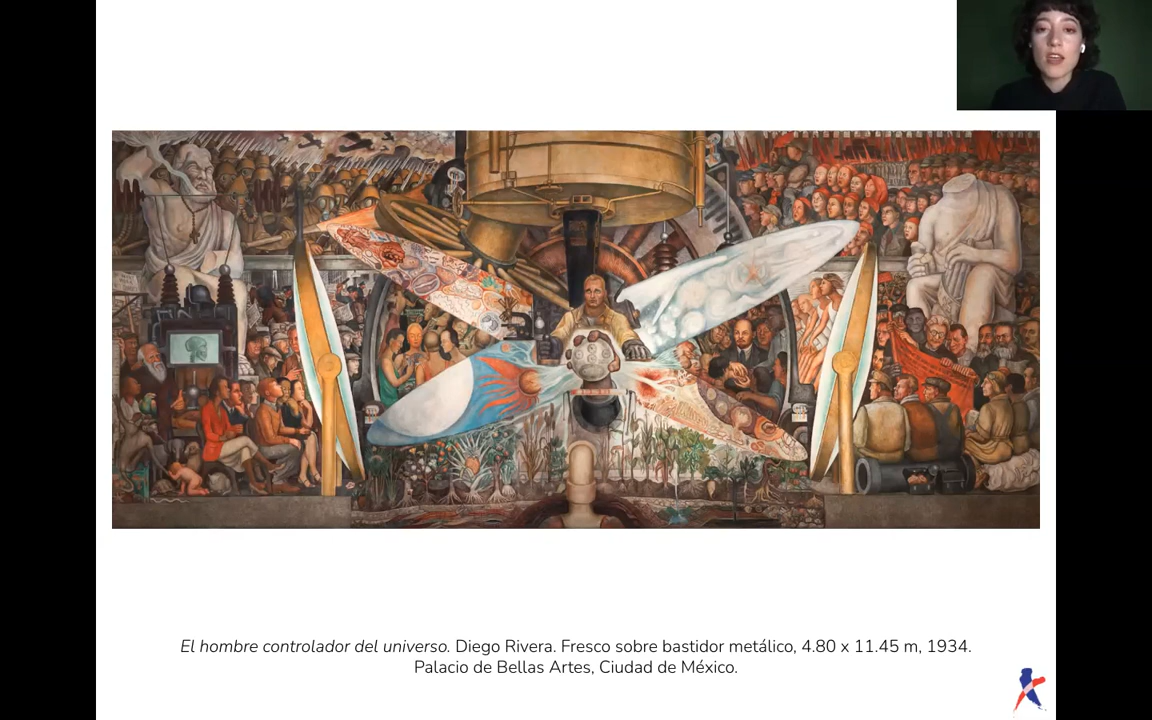 El hombre controlador del universo. Diego Rivera. Fresco sobre bastidor metálico, 4.80 x 11.45 m, 1934.
Palacio de Bellas Artes, Ciudad de México.